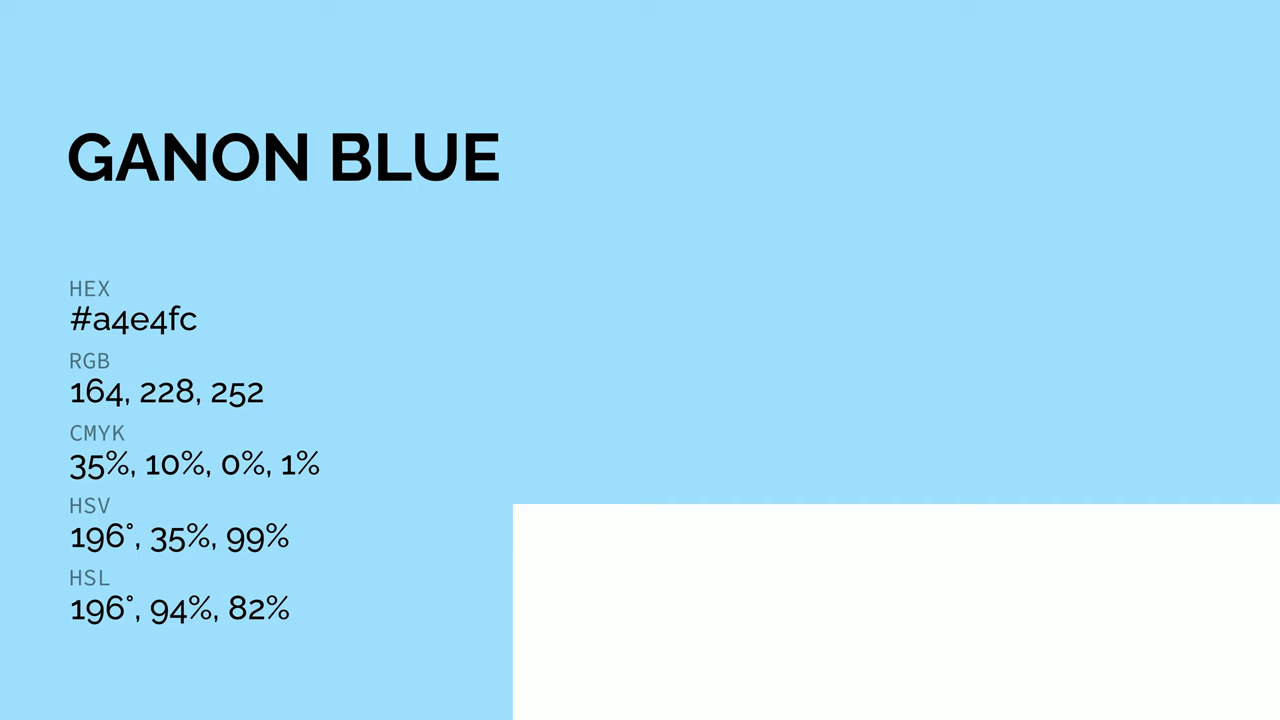 GANON BLUE
HEX
#a4e4fc
RGB
164, 228, 252
CMYK
35%, 10%, 0%, 1%
HSV
196°, 35%, 99%
HSL
196°, 94%, 82%